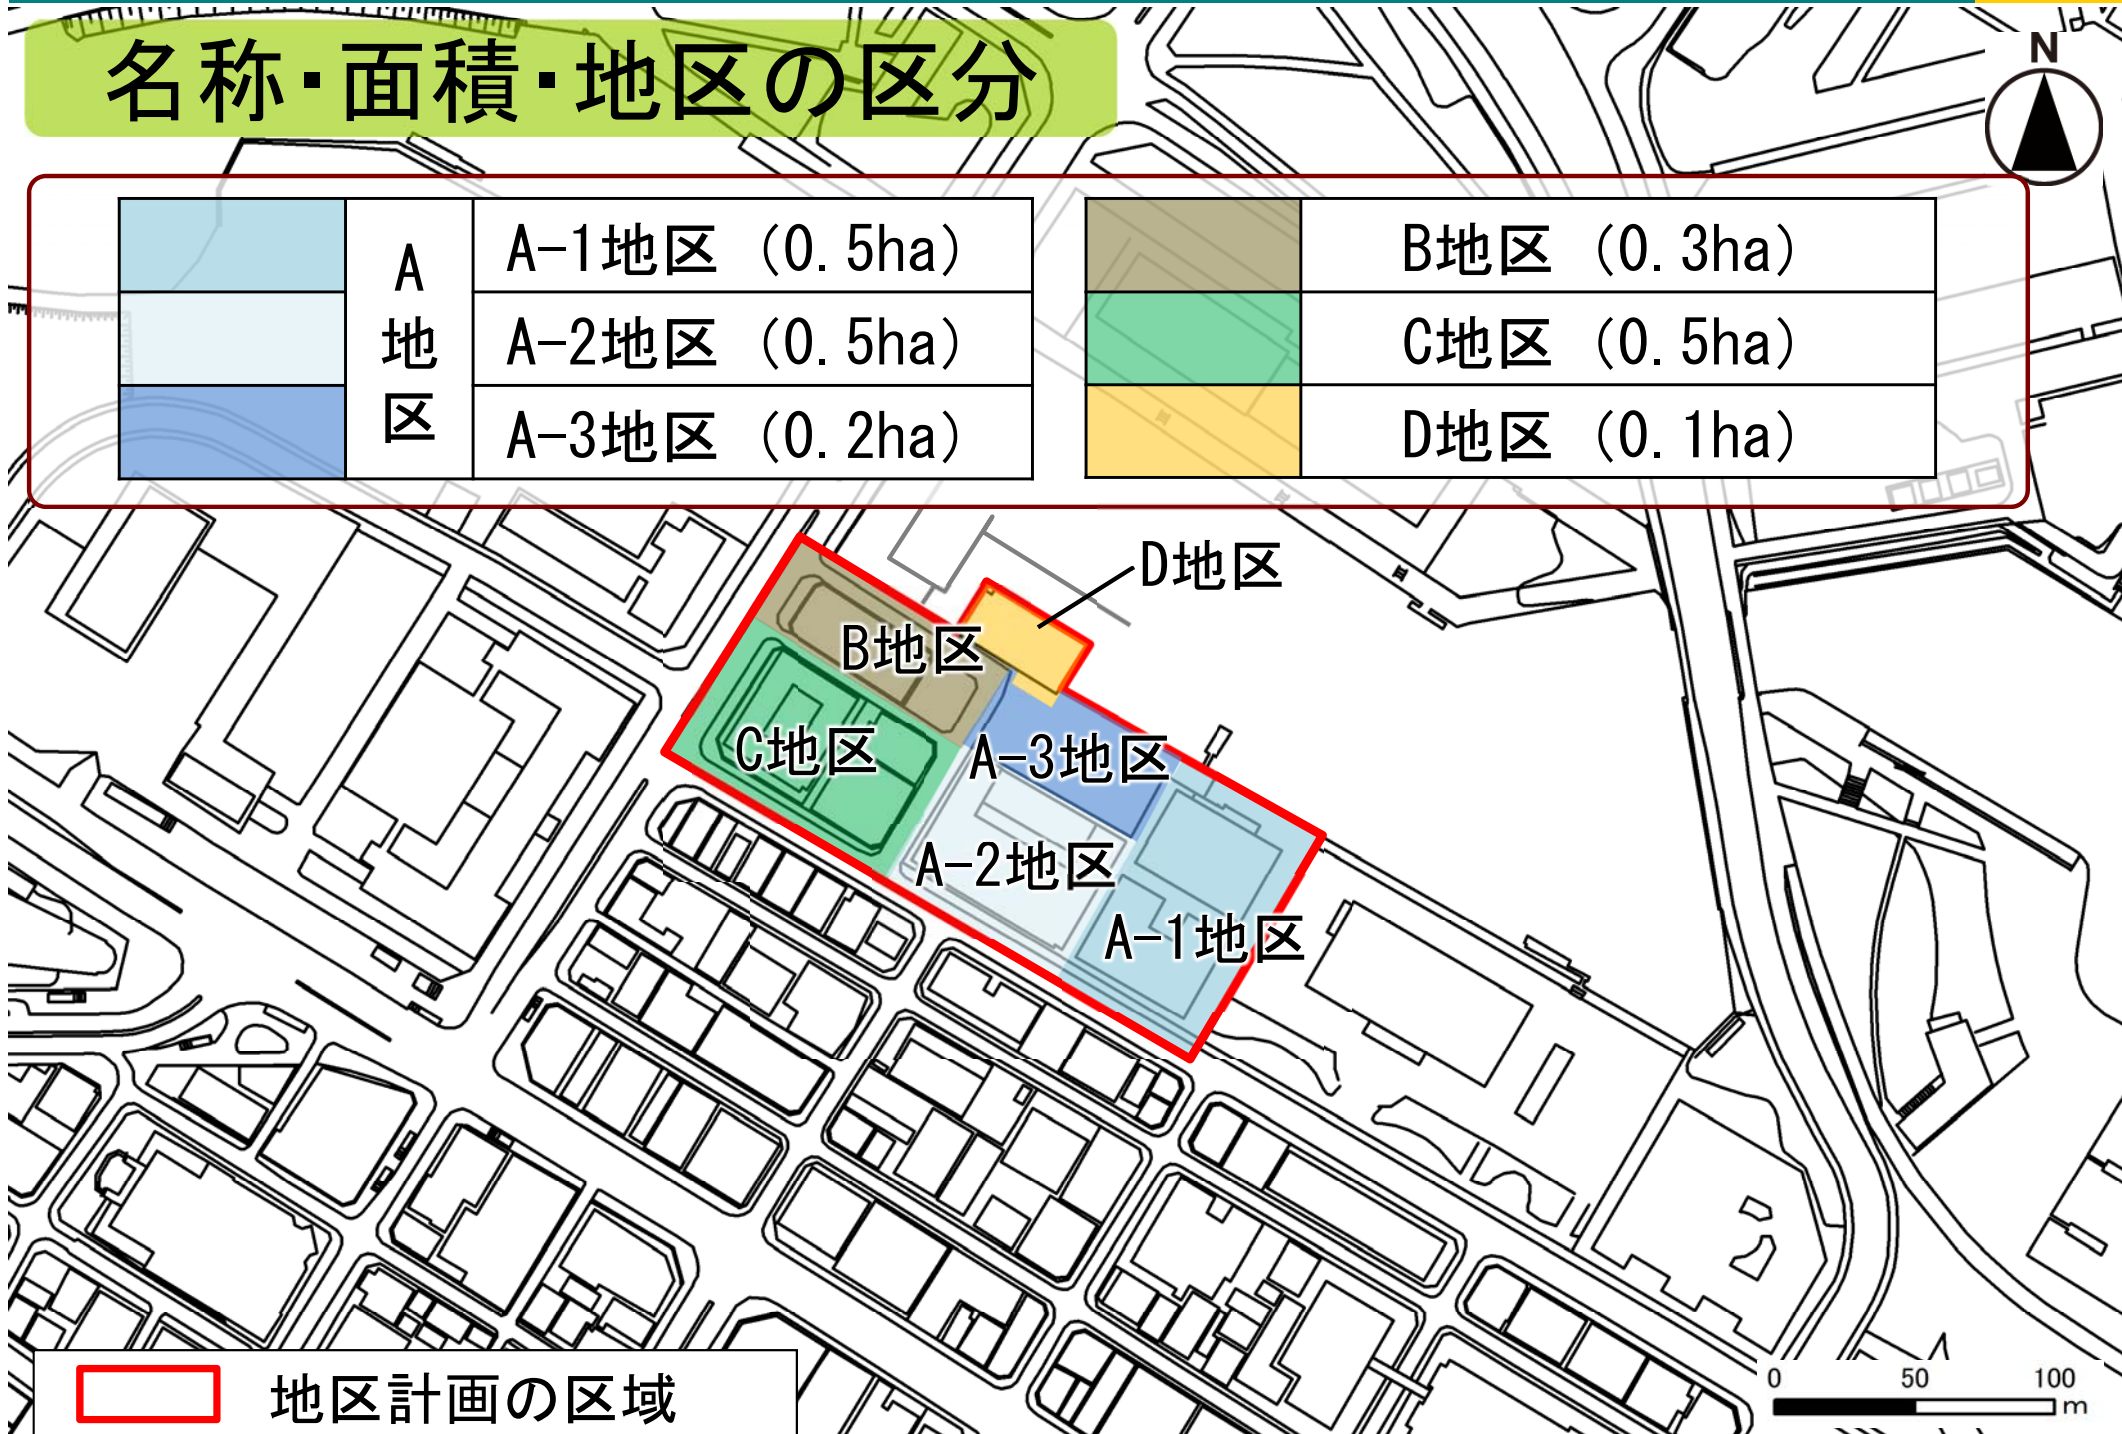 名称・面積・地区の区分
N
A地区
A-1地区（0.5ha）
A-2地区（0.5ha）
A-3地区（0.2ha）
B地区（0.3ha）
C地区（0.5ha）
D地区（0.1ha）
D地区
B地区
C地区
A-3地区
A-2地区
A-1地区
地区計画の区域
0 50 100
m